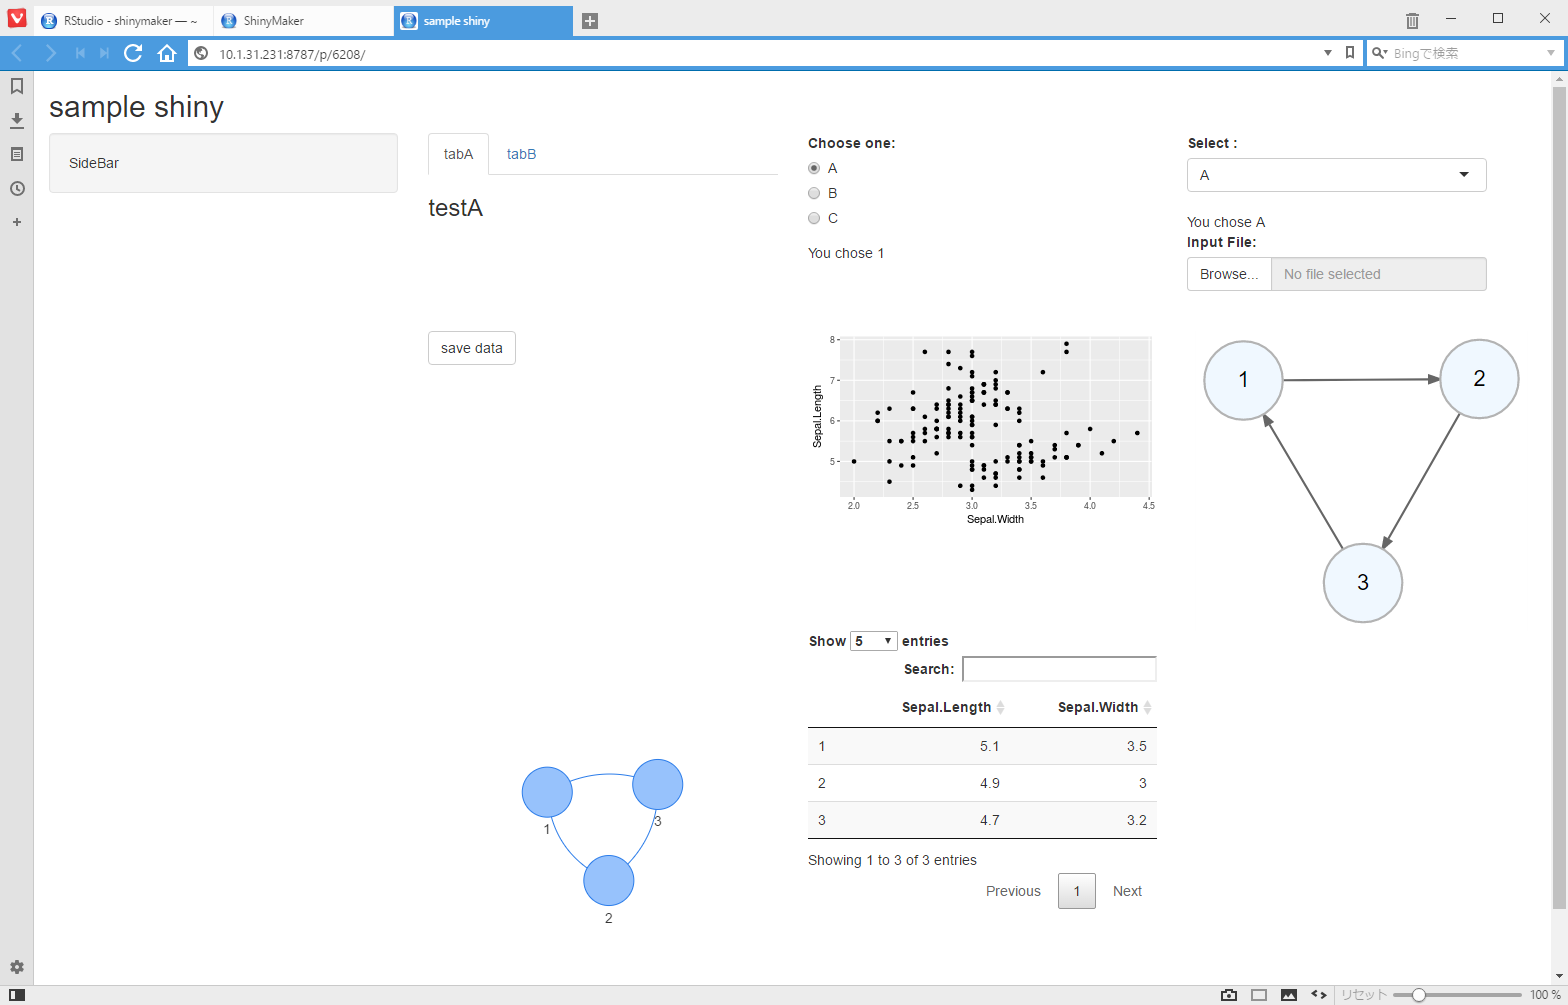 RStudio - shinymaker — ~
ShinyMaker
sample shiny
10.1.31.231:8787/p/6208/
Bingで検索
sample shiny
SideBar
tabA
tabB
testA
save data
1
3
2
Choose one:
A
B
C
You chose 1
8
7
6
5
Sepal.Length
2.0 2.5 3.0 3.5 4.0 4.5
Sepal.Width
Show 5 entries
Search:
Sepal.Length Sepal.Width
1 5.1 3.5
2 4.9 3
3 4.7 3.2
Showing 1 to 3 of 3 entries
Previous 1 Next
Select :
A
You chose A
Input File:
Browse... No file selected
1
2
3
リセット
100 %